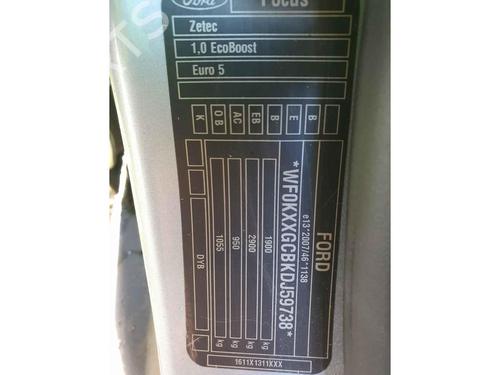 Ford
Focus
Zetec
1,0 EcoBoost
Euro 5
K OB AC EB B E B
FORD
e13*2007/46*1138
*WF0KXXGCBKDJ59738*
1900 kg
2900 kg
950 kg
1055 kg
DYB
1611X1311XXX